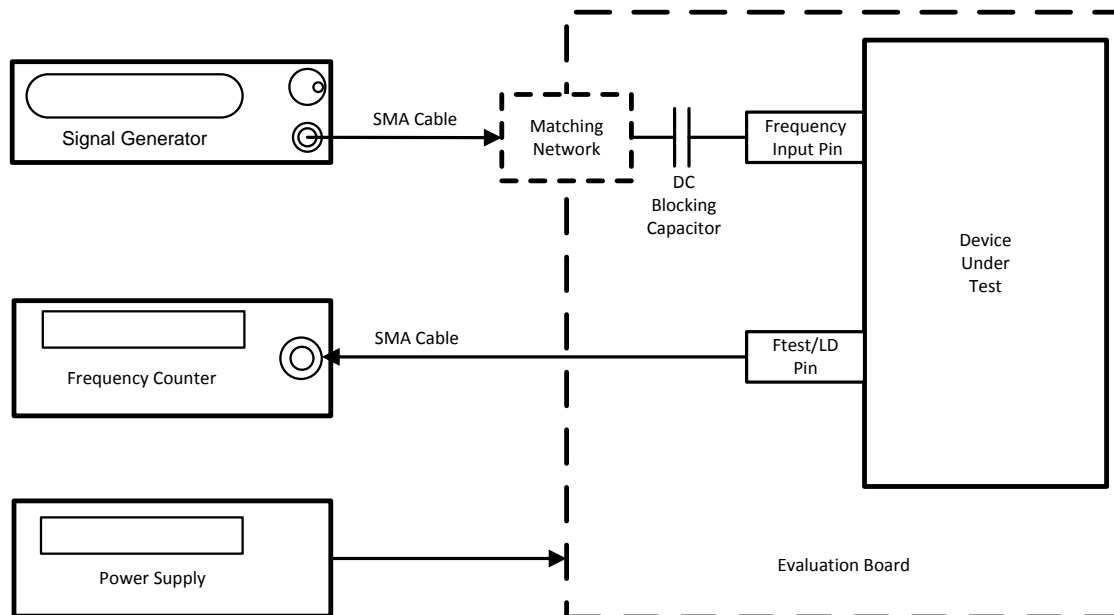 Signal Generator
SMA Cable
Matching
Network
DC
Blocking
Capacitor
Frequency
Input Pin
Device
Under
Test
Frequency Counter
SMA Cable
Ftest/LD
Pin
Power Supply
Evaluation Board